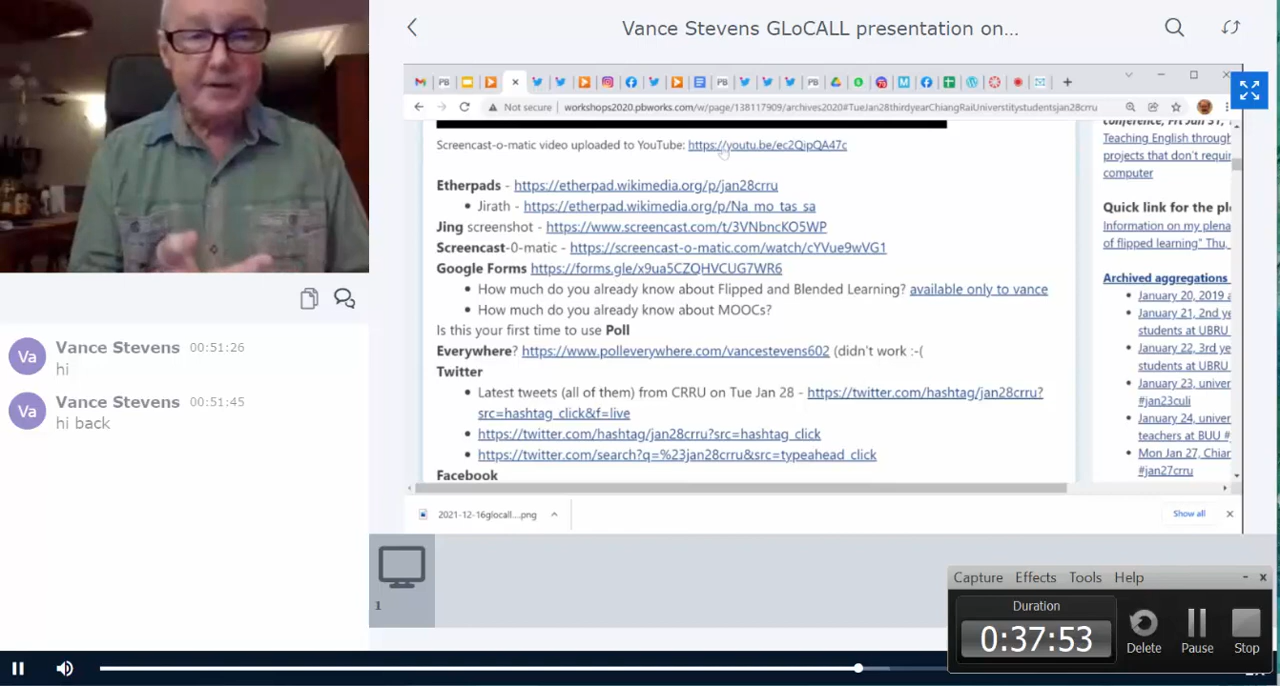 Vance Stevens GLoCALL presentation on...
Not secure workshops2020.pbworks.com/w/page/138117909/archives2020#TueJan28thirdyearChiangRaiUniverstitystudentsjan28crru
Screencast-o-matic video uploaded to YouTube: https://youtu.be/ec2QipQA47c
Etherpads - https://etherpad.wikimedia.org/p/jan28crru
Jirath - https://etherpad.wikimedia.org/p/Na_mo_tas_sa
Jing screenshot - https://www.screencast.com/t/3VNbncKO5WP
Screencast-0-matic - https://screencast-o-matic.com/watch/cYVue9wVG1
Google Forms https://forms.gle/x9ua5CZQHVCUG7WR6
How much do you already know about Flipped and Blended Learning? available only to vance
How much do you already know about MOOCs?
Is this your first time to use Poll
Everywhere? https://www.polleverywhere.com/vancestevens602 (didn't work :-(
Twitter
Latest tweets (all of them) from CRRU on Tue Jan 28 - https://twitter.com/hashtag/jan28crru?
src=hashtag_click&f=live
https://twitter.com/hashtag/jan28crru?src=hashtag_click
https://twitter.com/search?q=%23jan28crru&src=typeahead_click
Facebook
conference, Fri Jan 31,
Teaching English through
projects that don't requir
computer
Quick link for the pl
Information on my plena
of flipped learning" Thu,
Archived aggregations
January 20, 2019
January 21, 2nd ye
students at UBRU
January 22, 3rd ye
students at UBRU
January 23, univer
#jan23culi
January 24, univer
teachers at BUU #
Mon Jan 27, Chian
#jan27crru
2021-12-16glocall....png
Show all
Va Vance Stevens 00:51:26
hi
Va Vance Stevens 00:51:45
hi back
1
Capture Effects Tools Help
Duration
0:37:53
Delete Pause Stop